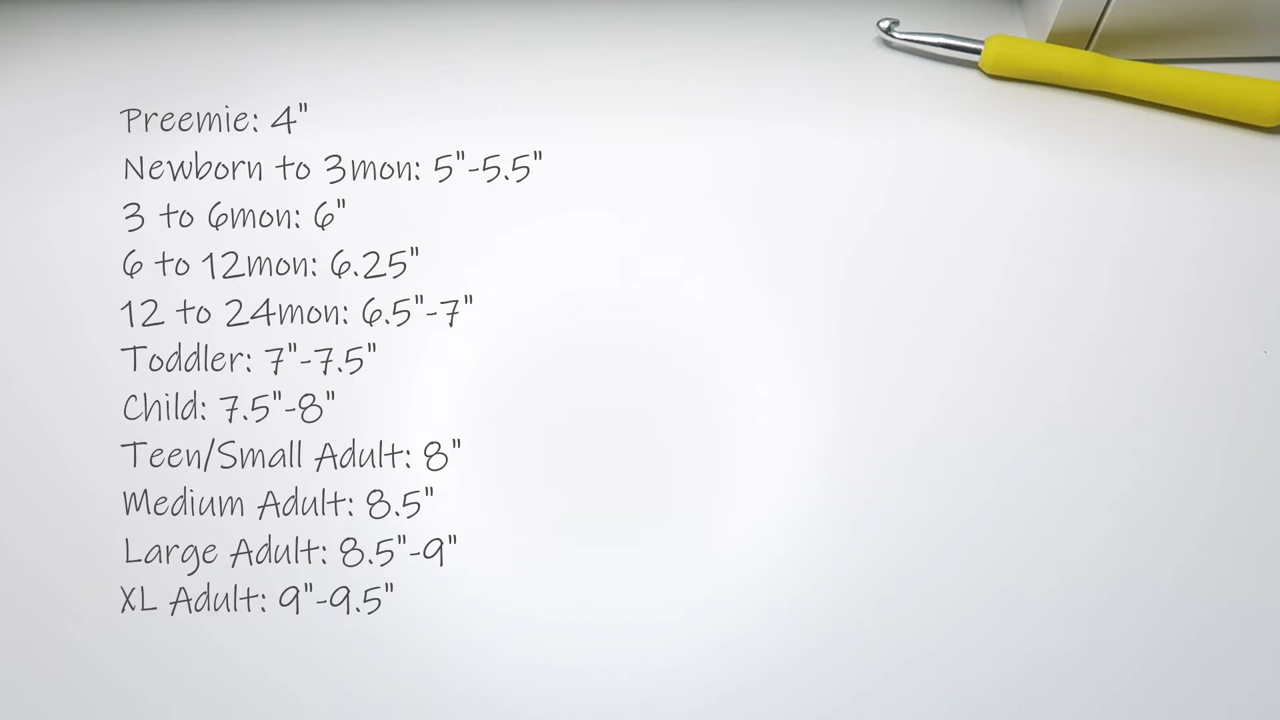 Preemie: 4"
Newborn to 3mon: 5"-5.5"
3 to 6mon: 6"
6 to 12mon: 6.25"
12 to 24mon: 6.5"-7"
Toddler: 7"-7.5"
Child: 7.5"-8"
Teen/Small Adult: 8"
Medium Adult: 8.5"
Large Adult: 8.5"-9"
XL Adult: 9"-9.5"